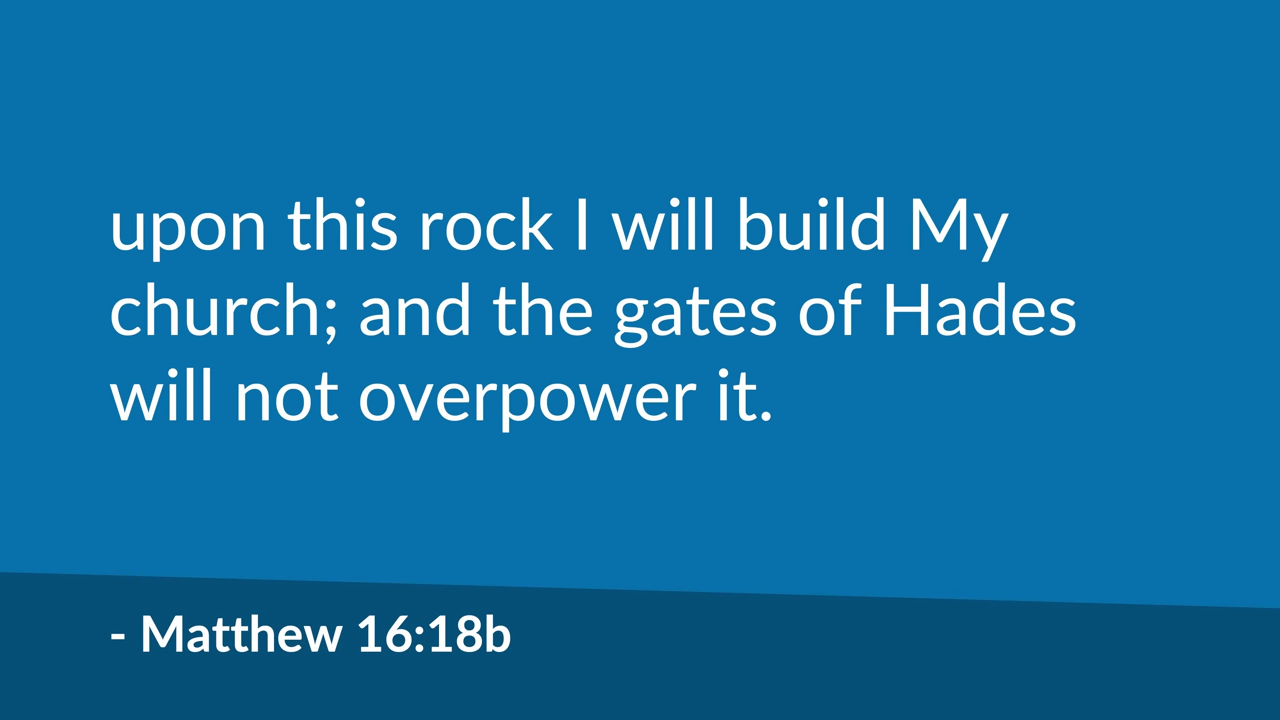 upon this rock I will build My
church; and the gates of Hades
will not overpower it.
- Matthew 16:18b